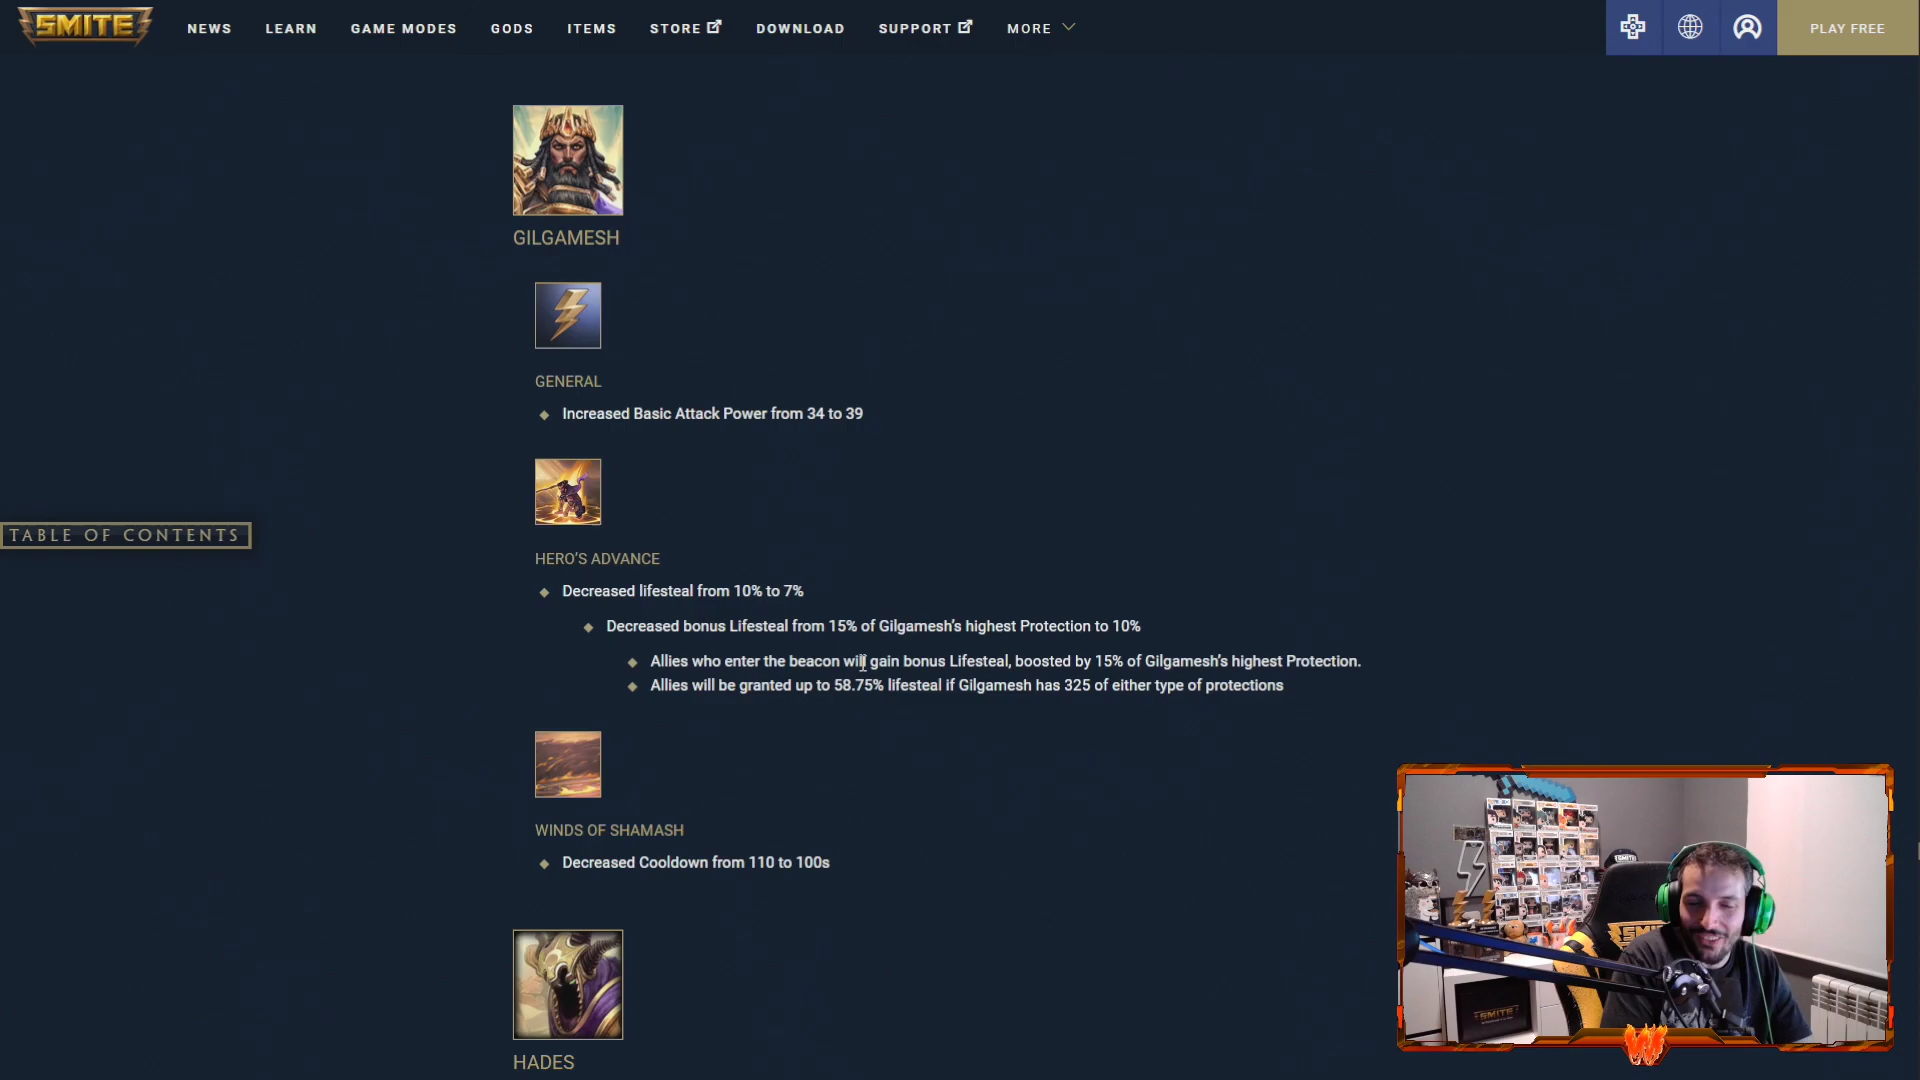 SMITE
NEWS
LEARN
GAME MODES
GODS
ITEMS
STORE
DOWNLOAD
SUPPORT
MORE
PLAY FREE
GILGAMESH
GENERAL
Increased Basic Attack Power from 34 to 39
HERO'S ADVANCE
Decreased lifesteal from 10% to 7%
Decreased bonus Lifesteal from 15% of Gilgamesh's highest Protection to 10%
Allies who enter the beacon will gain bonus Lifesteal, boosted by 15% of Gilgamesh's highest Protection.
Allies will be granted up to 58.75% lifesteal if Gilgamesh has 325 of either type of protections
TABLE OF CONTENTS
WINDS OF SHAMASH
Decreased Cooldown from 110 to 100s
HADES
SMITE